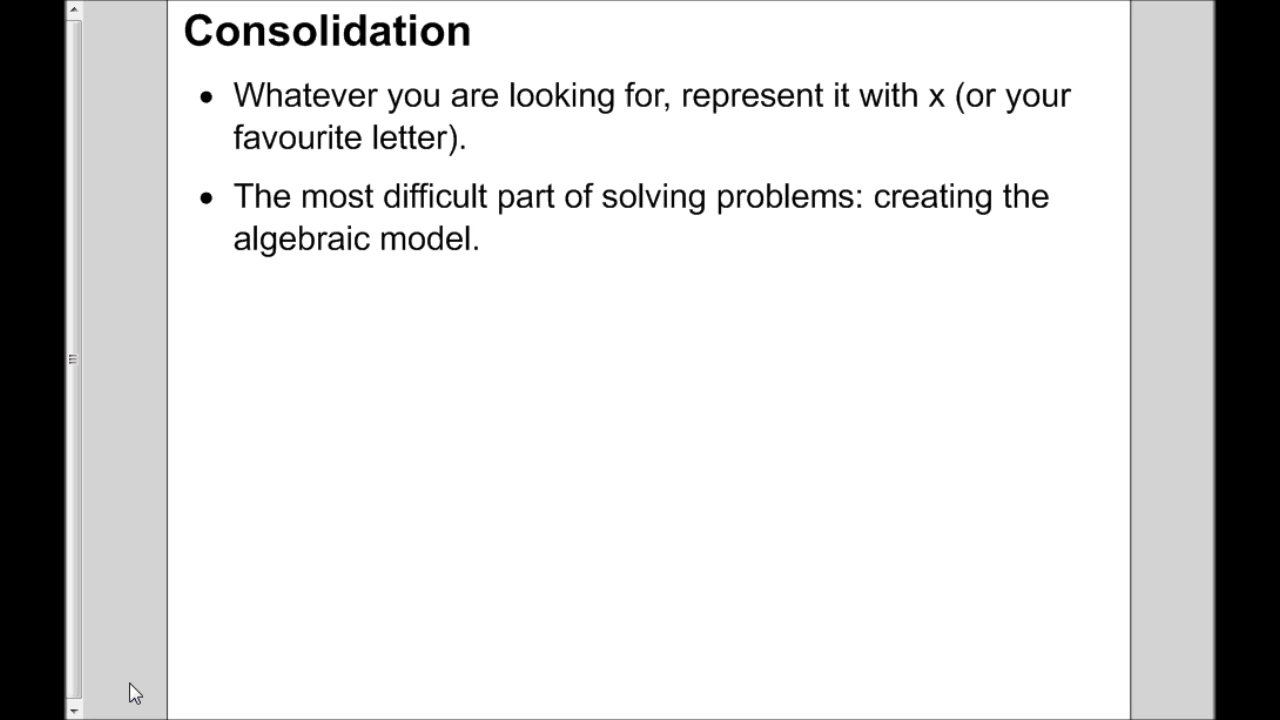 Consolidation
• Whatever you are looking for, represent it with x (or your
favourite letter).
• The most difficult part of solving problems: creating the
algebraic model.